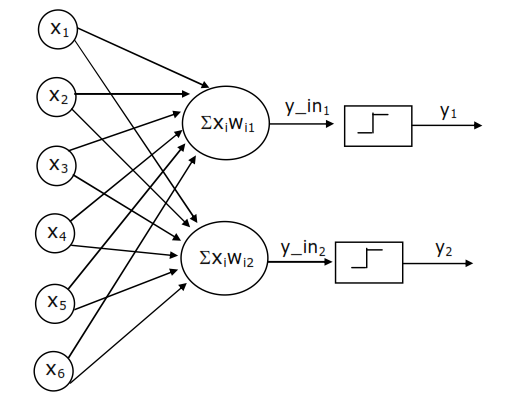 x₁
x₂
x₃
x₄
x₅
x₆
Σxᵢwᵢ₁
y_in₁
y₁
Σxᵢwᵢ₂
y_in₂
y₂